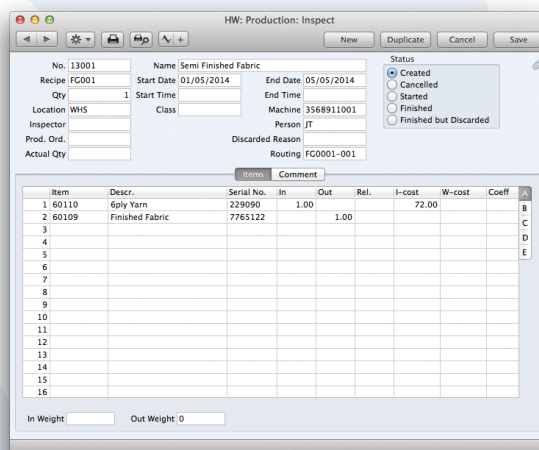 HW: Production: Inspect
New Duplicate Cancel Save
No. 13001 Name Semi Finished Fabric Status
Recipe FG001 Start Date 01/05/2014 End Date 05/05/2014 Created
Qty 1 Start Time End Time Cancelled
Location WHS Class Machine 3568911001 Started
Inspector Person JT Finished
Prod. Ord. Discarded Reason Finished but Discarded
Actual Qty Routing FG0001-001
Items Comment
Item Descr. Serial No. In Out Rel. I-cost W-cost Coeff A
1 60110 6ply Yarn 229090 1.00 72.00 B
2 60109 Finished Fabric 7765122 1.00 C
3 D
4 E
5
6
7
8
9
10
11
12
13
14
15
16
In Weight Out Weight 0